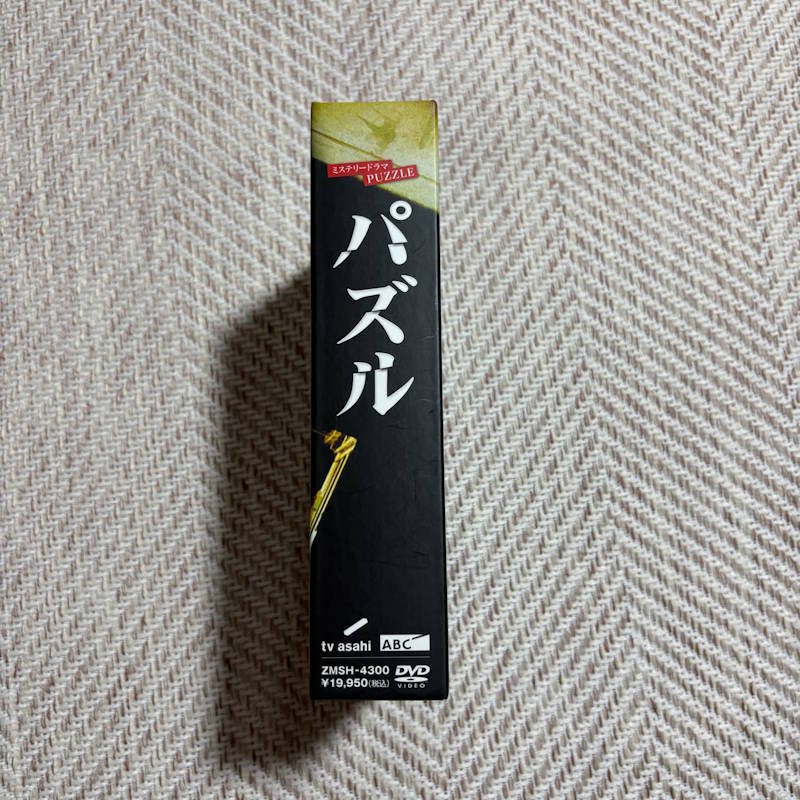 ミステリードラマ
PUZZLE
パズル
tv asahi ABC
ZMSH-4300
¥19,950(税込)
DVD
VIDEO